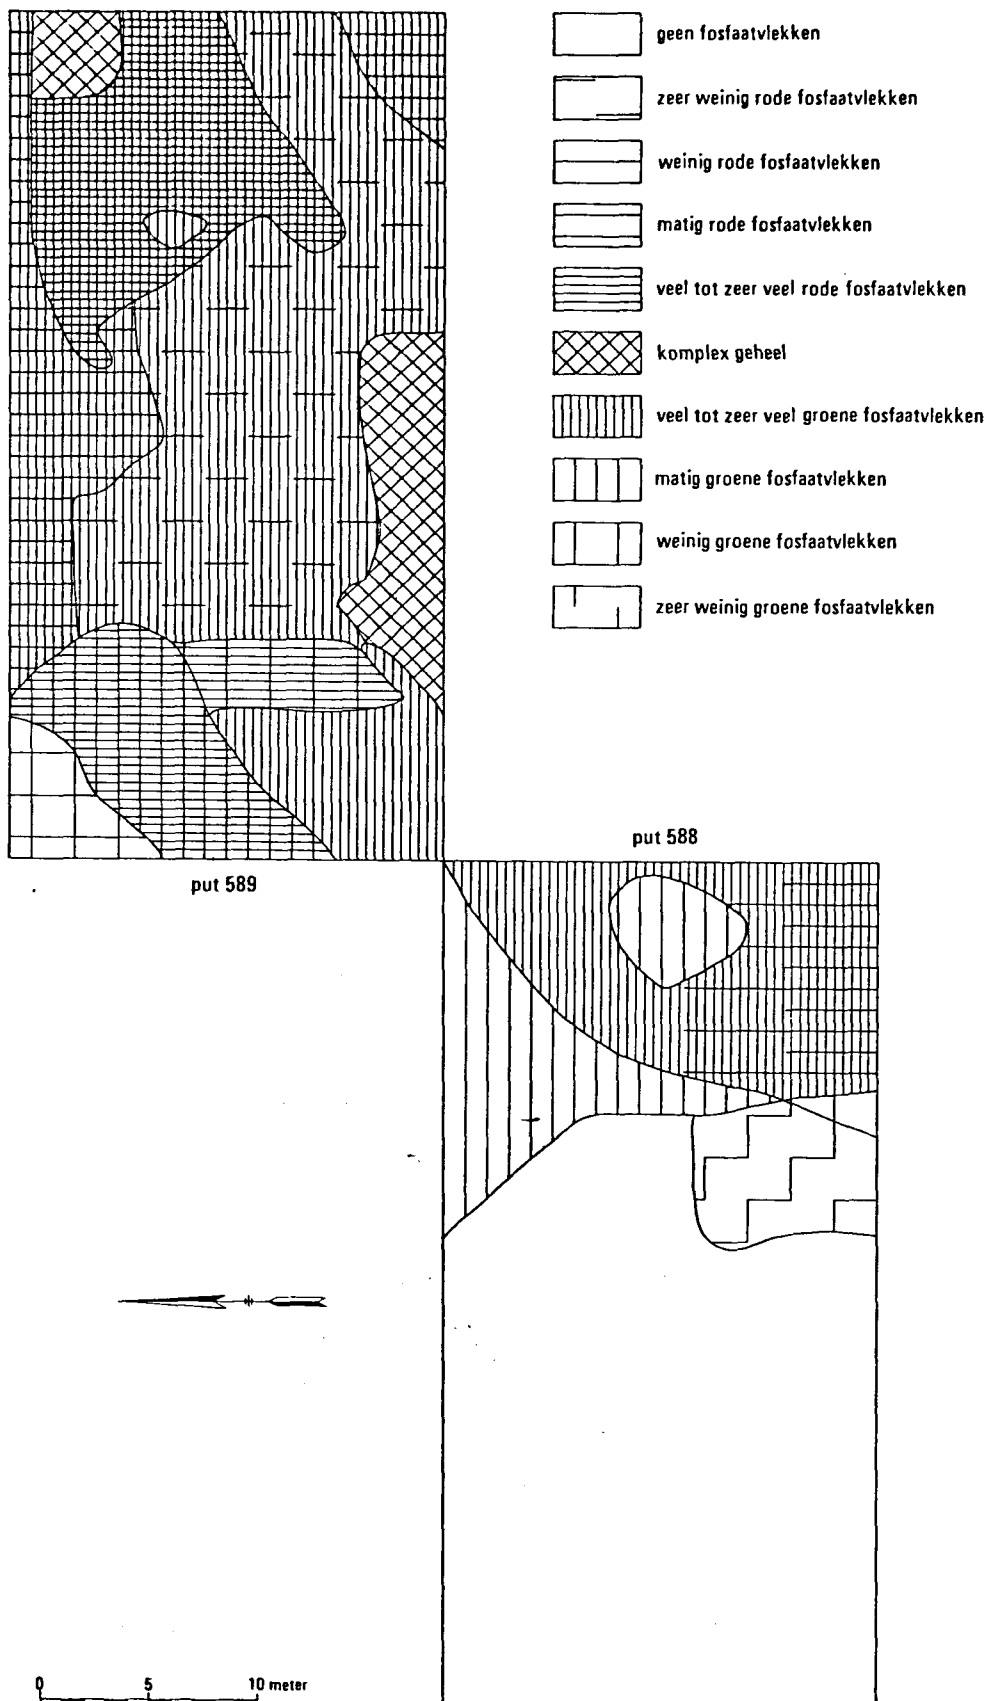 geen fosfaatvlekken
zeer weinig rode fosfaatvlekken
weinig rode fosfaatvlekken
matig rode fosfaatvlekken
veel tot zeer veel rode fosfaatvlekken
komplex geheel
veel tot zeer veel groene fosfaatvlekken
matig groene fosfaatvlekken
weinig groene fosfaatvlekken
zeer weinig groene fosfaatvlekken
put 588
put 589
0 5 10 meter